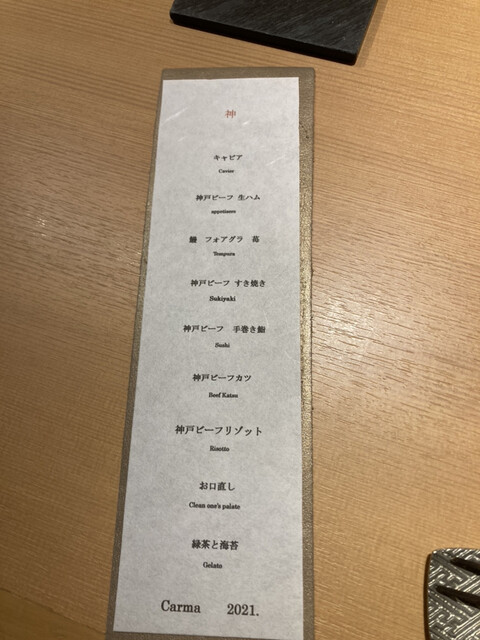 神
キャビア
Caviar
神戸ビーフ 生ハム
appetizers
鰻 フォアグラ 苺
Tempura
神戸ビーフ すき焼き
Sukiyaki
神戸ビーフ 手巻き鮨
Sushi
神戸ビーフカツ
Beef Katsu
神戸ビーフリゾット
Risotto
お口直し
Clean one's palate
緑茶と海苔
Gelato
Carma 2021.